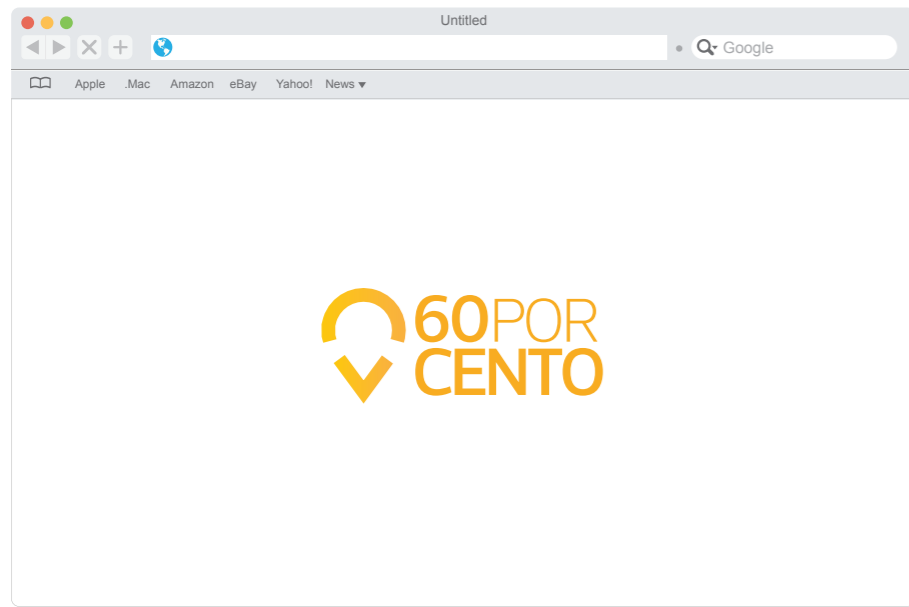 Untitled
Google
Apple .Mac Amazon eBay Yahoo! News
60POR
CENTO